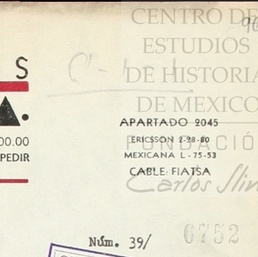 CENTRO DE
ESTUDIOS
S
DE HISTORIA
DE MEXICO
A.
APARTADO 2045
00.00
ERICSSON 2-28-80
FUNDACIÓ
PEDIR
MEXICANA L-75-53
CABLE: FIATSA
Carlos Slim
Núm. 39/
6752